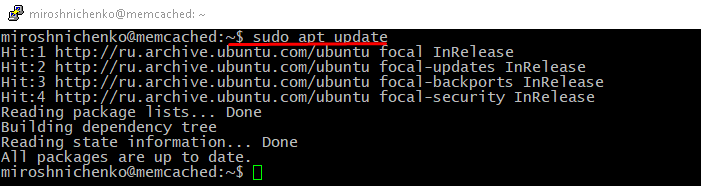 miroshnichenko@memcached: ~
miroshnichenko@memcached:~$ sudo apt update
Hit:1 http://ru.archive.ubuntu.com/ubuntu focal InRelease
Hit:2 http://ru.archive.ubuntu.com/ubuntu focal-updates InRelease
Hit:3 http://ru.archive.ubuntu.com/ubuntu focal-backports InRelease
Hit:4 http://ru.archive.ubuntu.com/ubuntu focal-security InRelease
Reading package lists... Done
Building dependency tree
Reading state information... Done
All packages are up to date.
miroshnichenko@memcached:~$